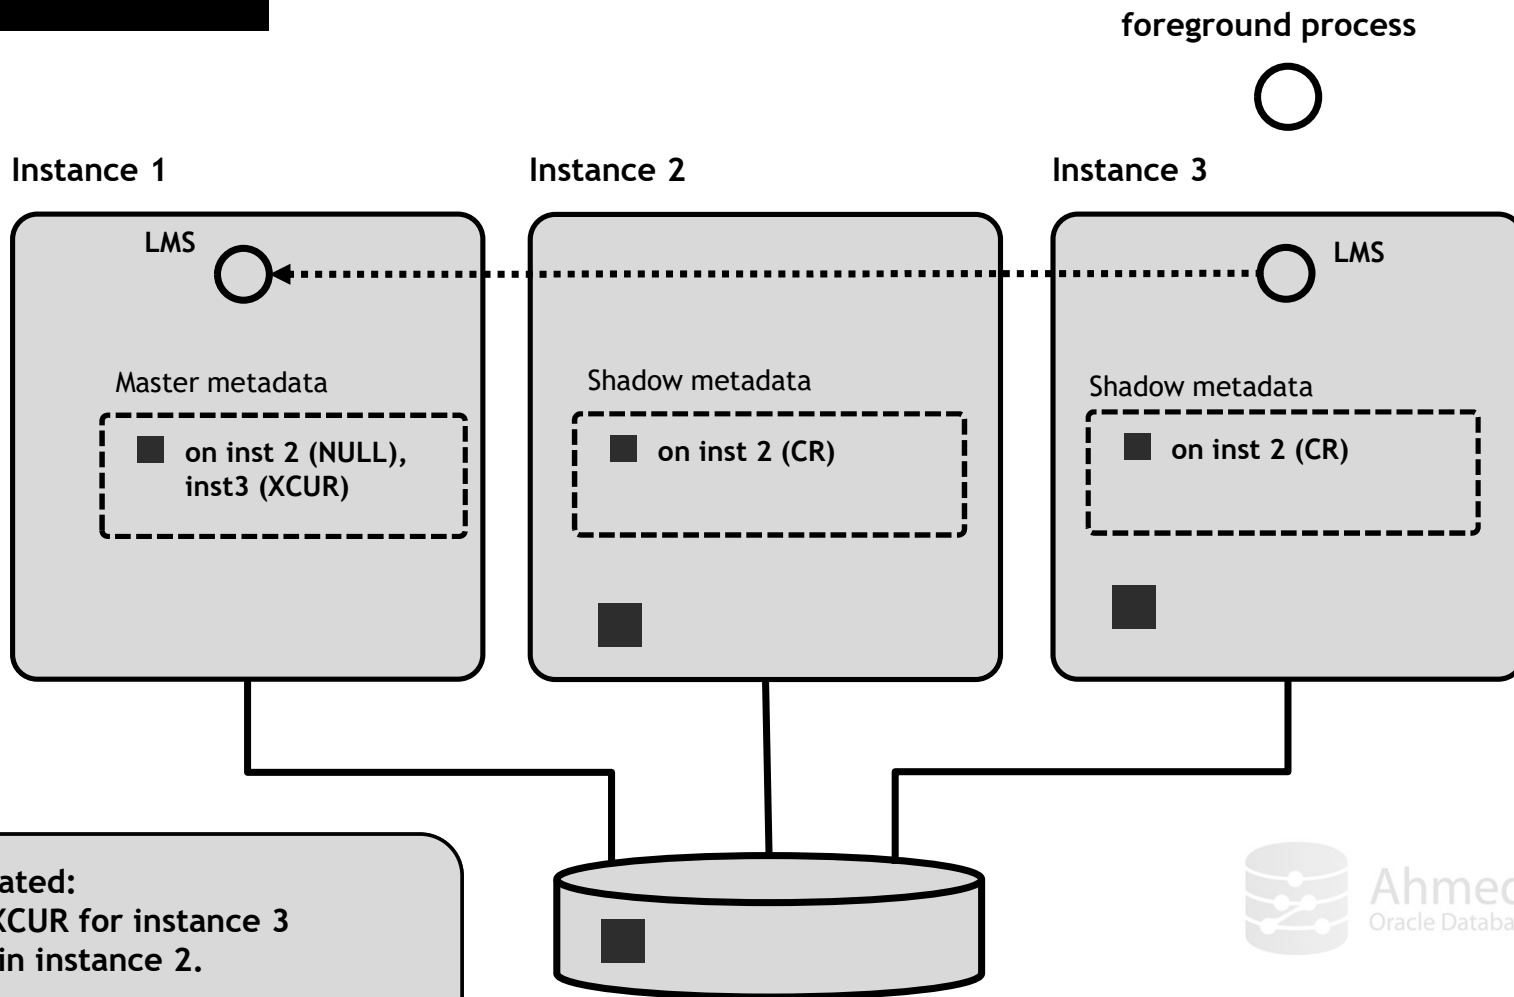 foreground process
Instance 1
Instance 2
Instance 3
LMS
LMS
Master metadata
Shadow metadata
Shadow metadata
on inst 2 (NULL),
inst3 (XCUR)
on inst 2 (CR)
on inst 2 (CR)
ated:
XCUR for instance 3
in instance 2.
Ahmed
Oracle Databa